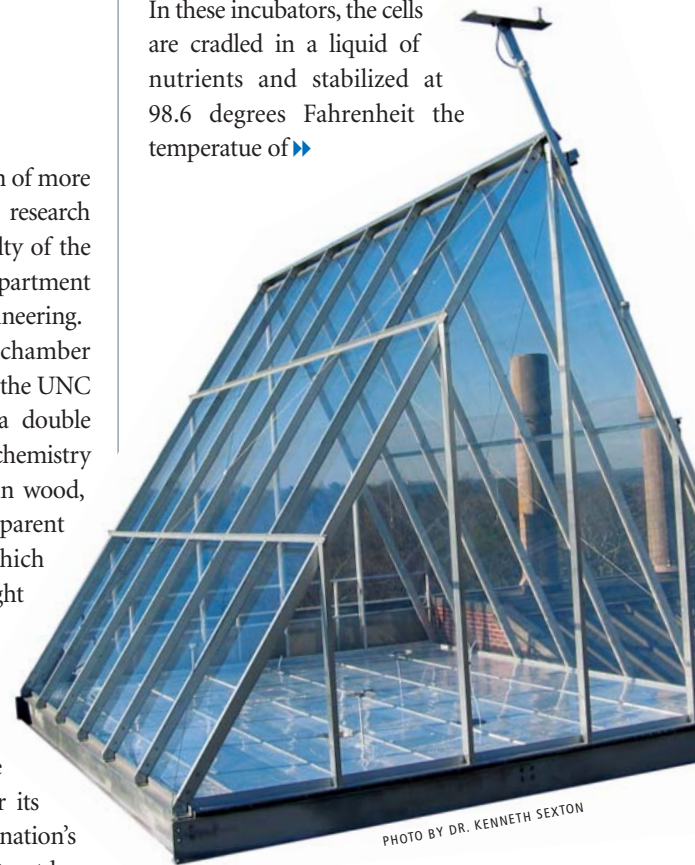 n of more
research
lty of the
partment
neering.
chamber
the UNC
a double
chemistry
n wood,
parent
hich
ght
e
r its
nation's
In these incubators, the cells
are cradled in a liquid of
nutrients and stabilized at
98.6 degrees Fahrenheit the
temperatue of
PHOTO BY DR. KENNETH SEXTON